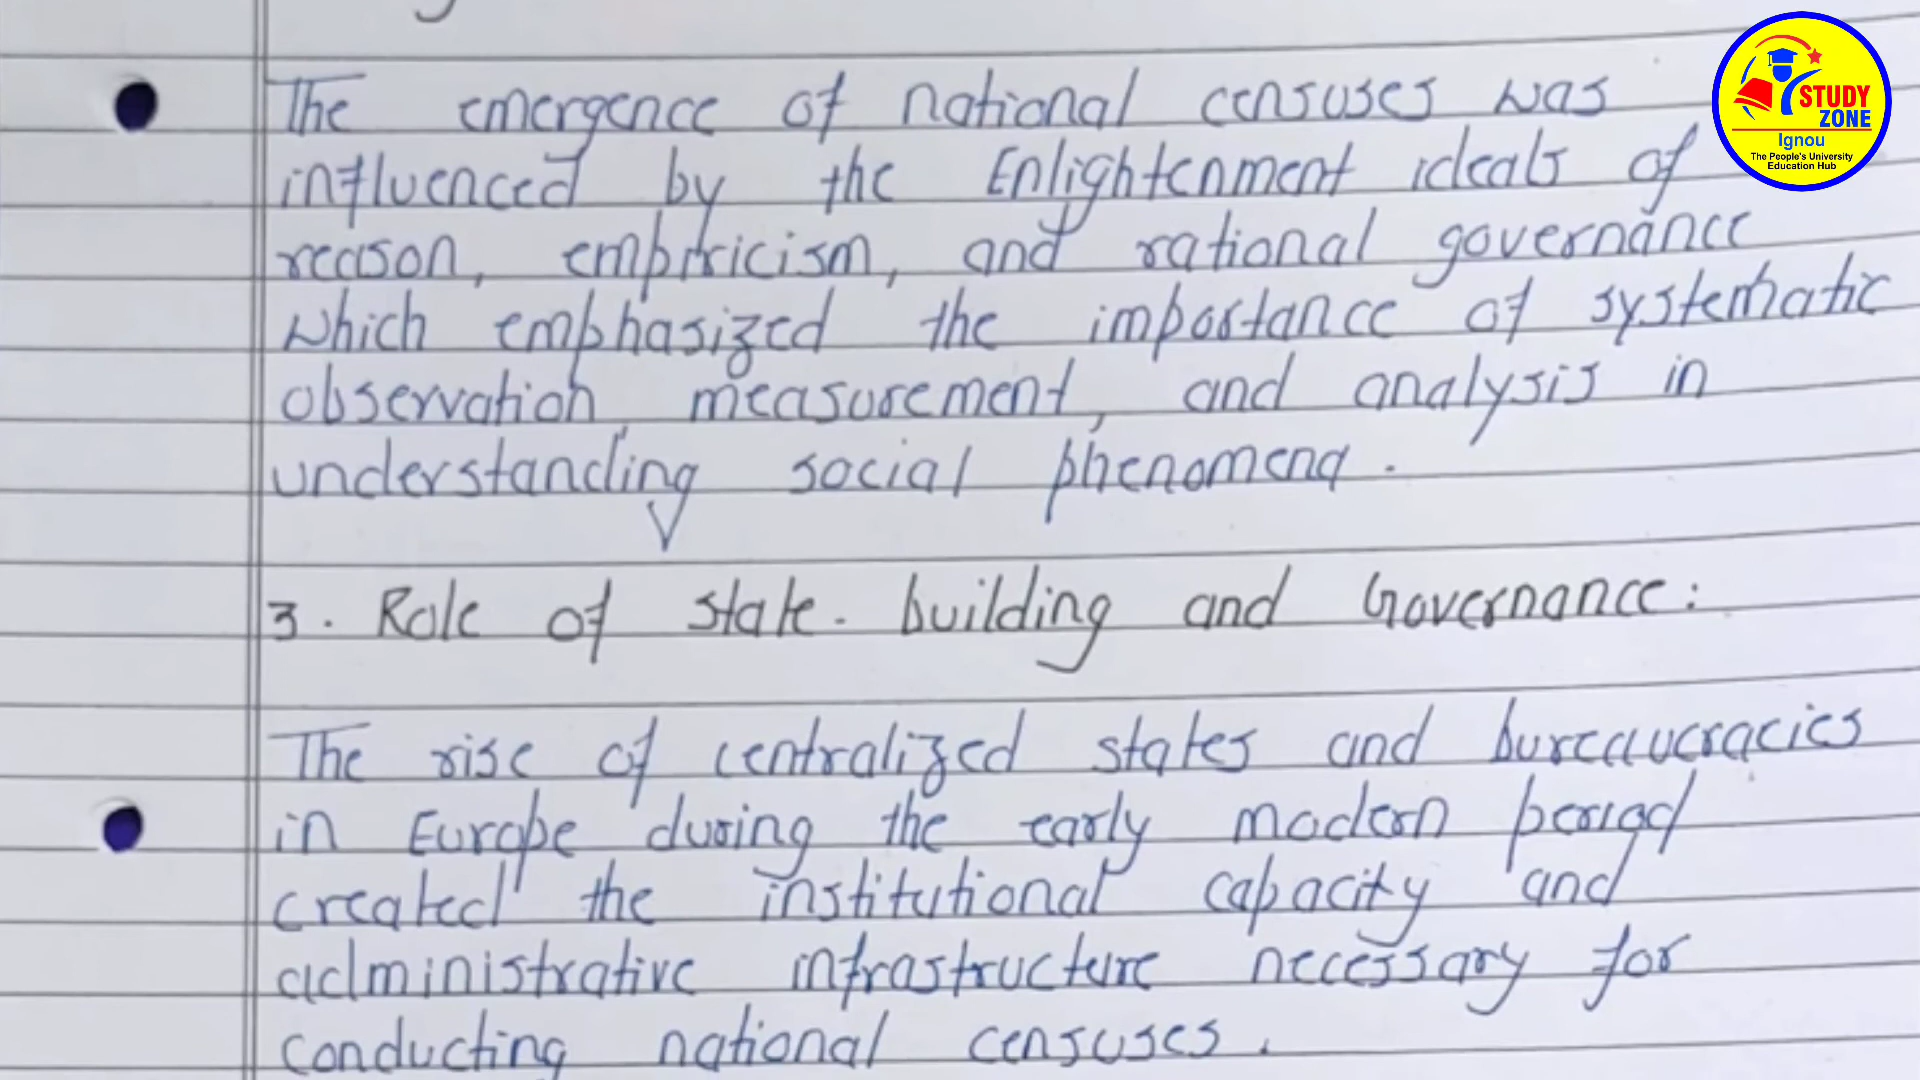 The emergence of national censuses was
influenced by the Enlightenment ideals of
reason, empiricism, and rational governance
which emphasized the importance of systematic
observation, measurement, and analysis in
understanding social phenomena.
3. Role of state-building and Governance:
The rise of centralized states and bureaucracies
in Europe during the early modern period
created the institutional capacity and
administrative infrastructure necessary for
conducting national censuses.
STUDY
ZONE
Ignou
The People's University
Education Hub